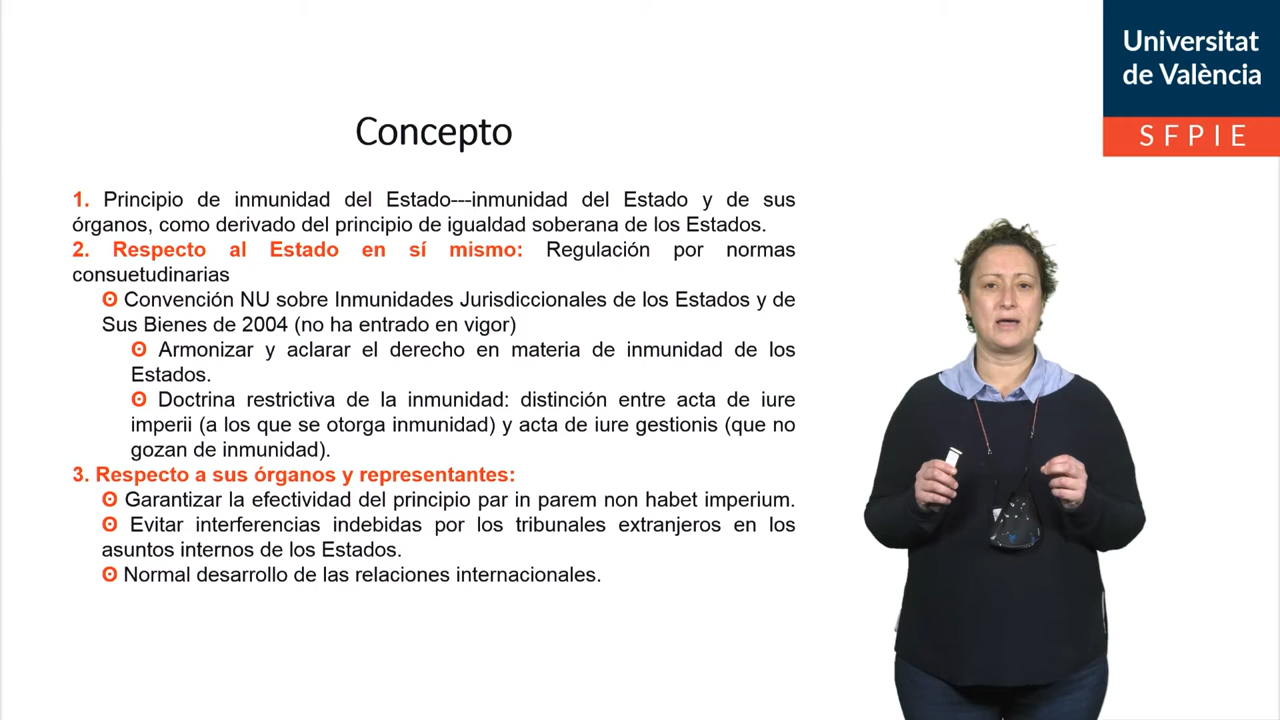 Universitat
de València
SFPIE
Concepto
1. Principio de inmunidad del Estado---inmunidad del Estado y de sus
órganos, como derivado del principio de igualdad soberana de los Estados.
2. Respecto al Estado en sí mismo: Regulación por normas
consuetudinarias
ʘ Convención NU sobre Inmunidades Jurisdiccionales de los Estados y de
Sus Bienes de 2004 (no ha entrado en vigor)
ʘ Armonizar y aclarar el derecho en materia de inmunidad de los
Estados.
ʘ Doctrina restrictiva de la inmunidad: distinción entre acta de iure
imperii (a los que se otorga inmunidad) y acta de iure gestionis (que no
gozan de inmunidad).
3. Respecto a sus órganos y representantes:
ʘ Garantizar la efectividad del principio par in parem non habet imperium.
ʘ Evitar interferencias indebidas por los tribunales extranjeros en los
asuntos internos de los Estados.
ʘ Normal desarrollo de las relaciones internacionales.